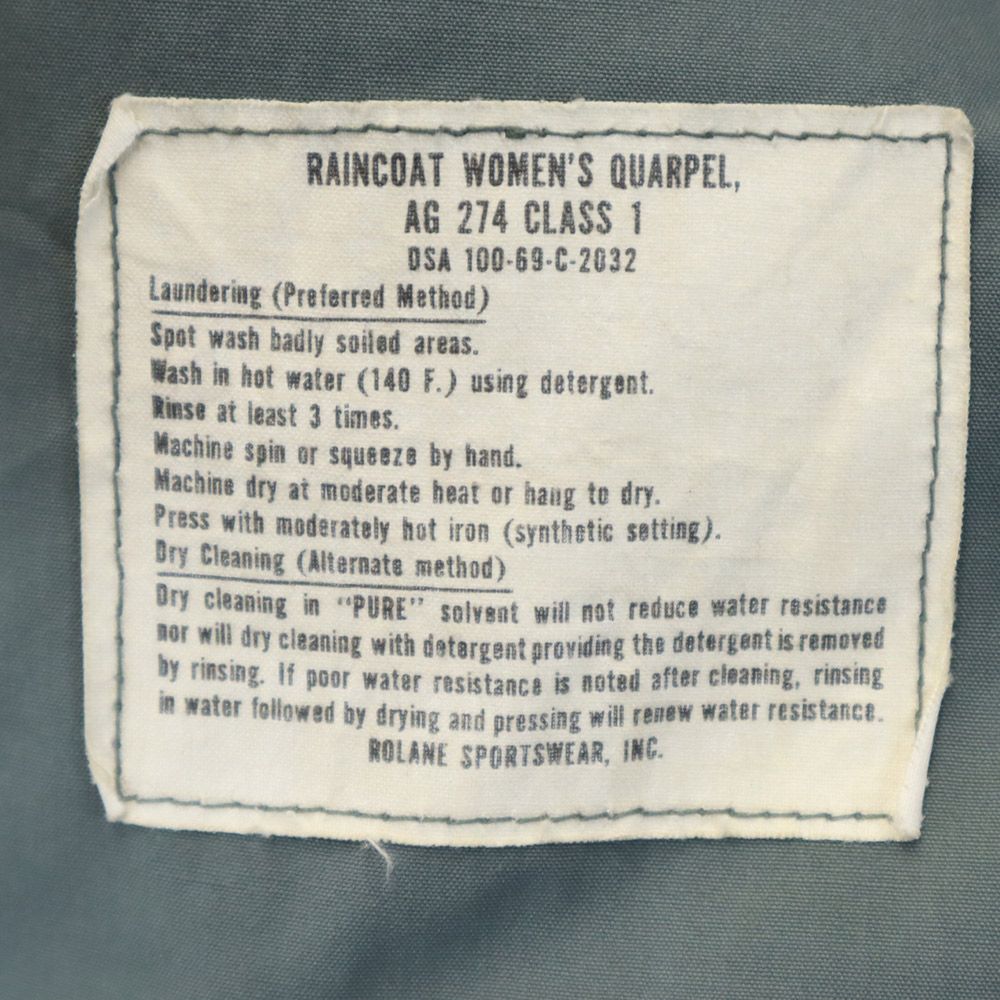 RAINCOAT WOMEN'S QUARPEL,
AG 274 CLASS 1
DSA 100-69-C-2032
Laundering (Preferred Method)
Spot wash badly soiled areas.
Wash in hot water (140 F.) using detergent.
Rinse at least 3 times.
Machine spin or squeeze by hand.
Machine dry at moderate heat or hang to dry.
Press with moderately hot iron (synthetic setting).
Dry Cleaning (Alternate method)
Dry cleaning in "PURE" solvent will not reduce water resistance
nor will dry cleaning with detergent providing the detergent is removed
by rinsing. If poor water resistance is noted after cleaning, rinsing
in water followed by drying and pressing will renew water resistance.
ROLANE SPORTSWEAR, INC.